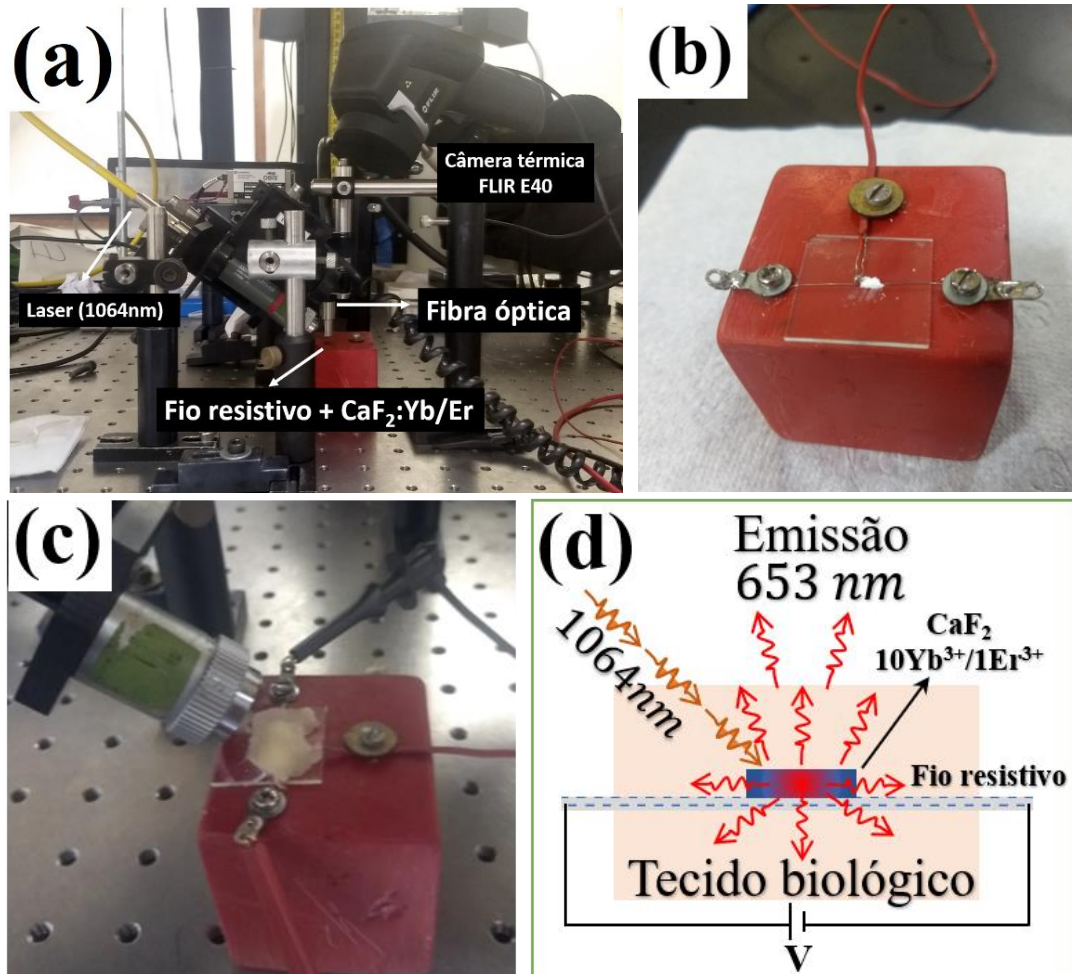 (a)
FLIR
Câmera térmica
FLIR E40
Laser (1064nm)
Fibra óptica
Fio resistivo + CaF₂:Yb/Er
(b)
(c)
(d)
Emissão
653 nm
1064nm
CaF₂
10Yb³⁺/1Er³⁺
Fio resistivo
Tecido biológico
V